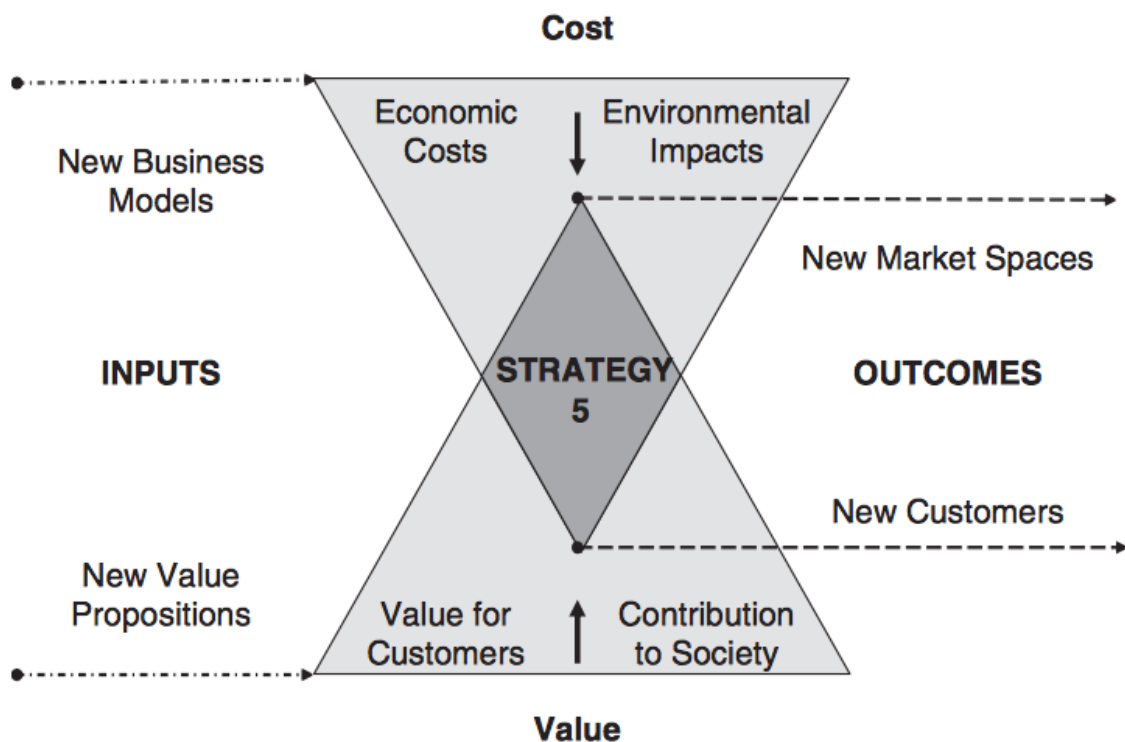 Cost
Economic
Costs
Environmental
Impacts
New Business
Models
New Market Spaces
INPUTS
STRATEGY
5
OUTCOMES
New Customers
New Value
Propositions
Value for
Customers
Contribution
to Society
Value